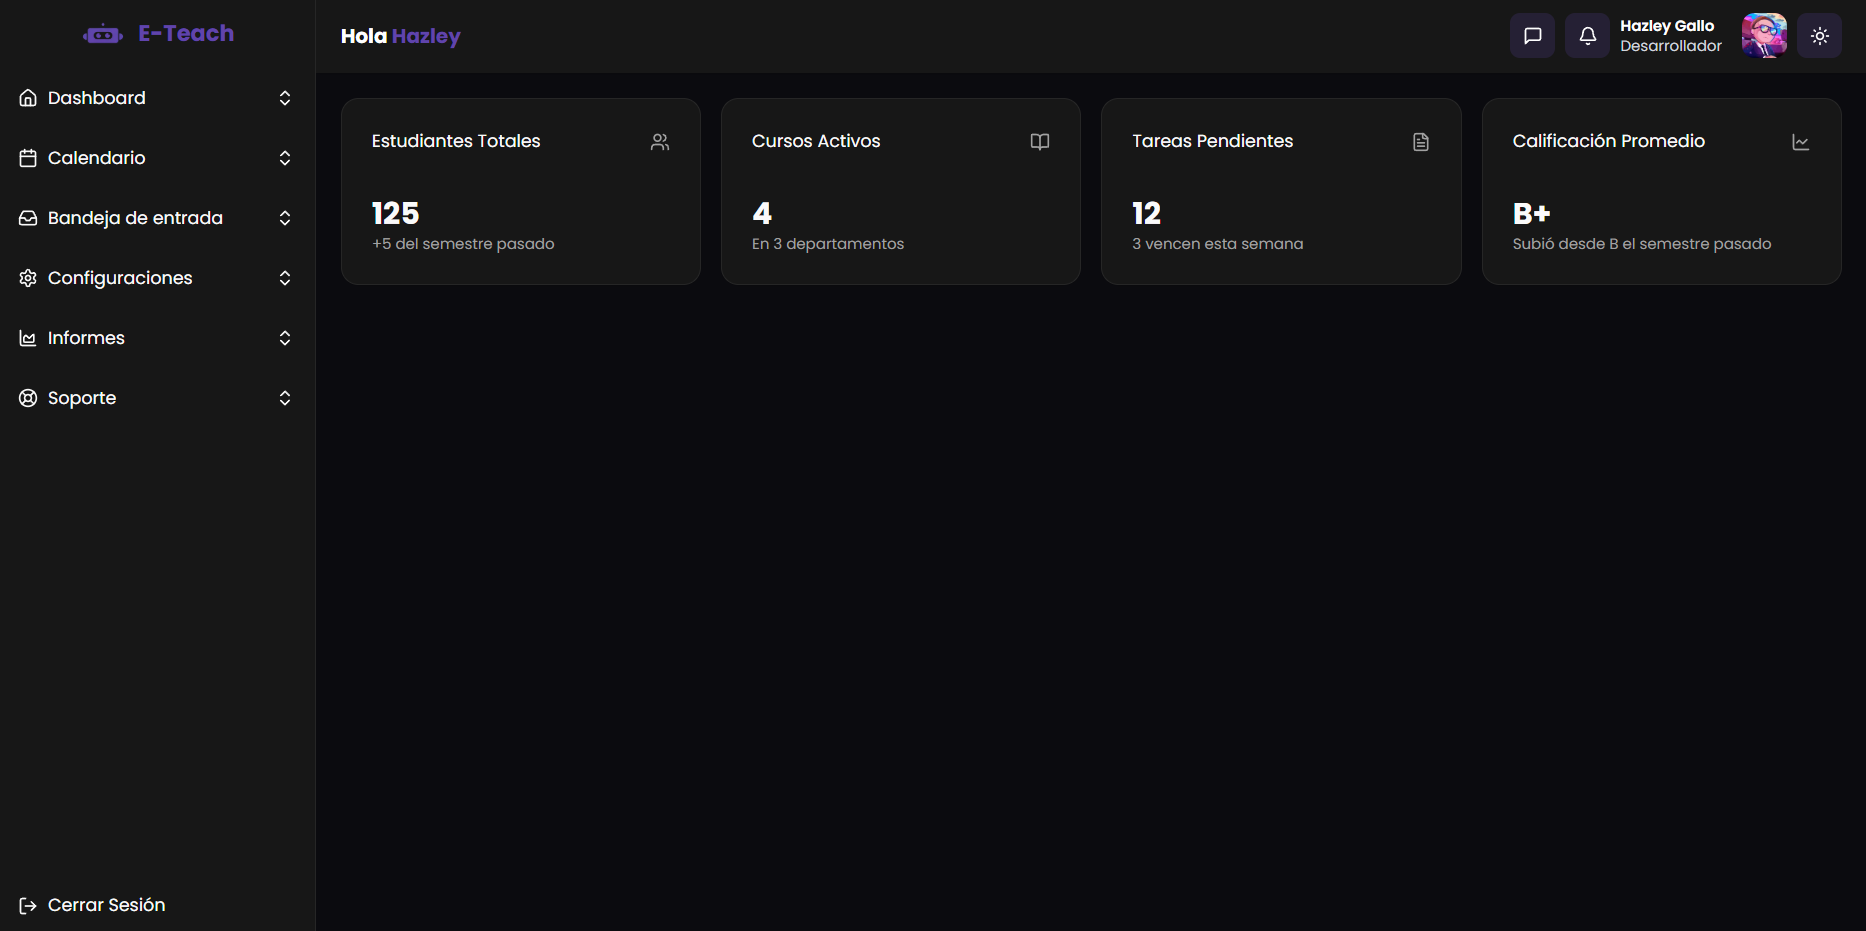 E-Teach
Dashboard
Calendario
Bandeja de entrada
Configuraciones
Informes
Soporte
Cerrar Sesión
Hola Hazley
Hazley Gallo
Desarrollador
Estudiantes Totales
125
+5 del semestre pasado
Cursos Activos
4
En 3 departamentos
Tareas Pendientes
12
3 vencen esta semana
Calificación Promedio
B+
Subió desde B el semestre pasado